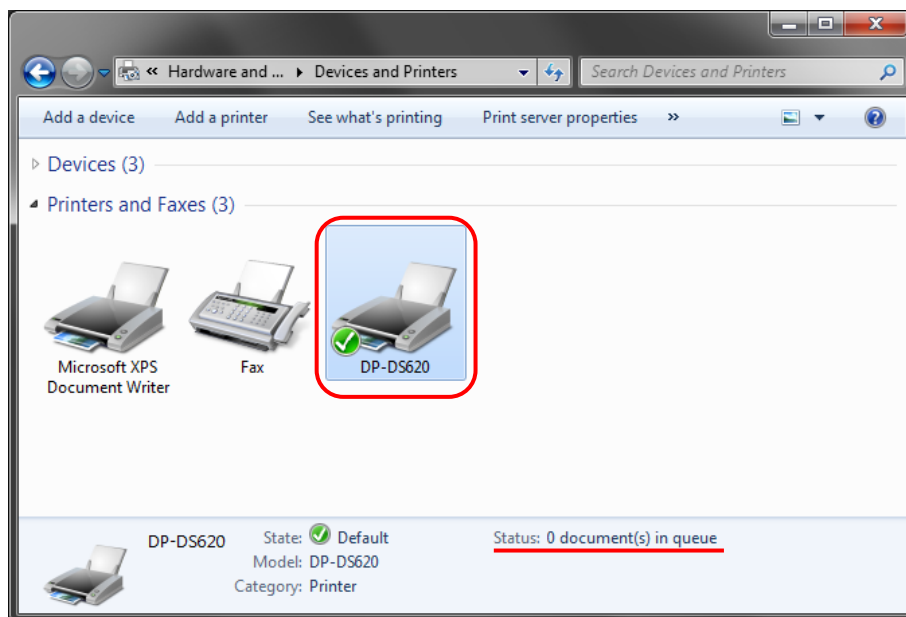 « Hardware and ... ▸ Devices and Printers Search Devices and Printers
Add a device Add a printer See what's printing Print server properties »
Devices (3)
Printers and Faxes (3)
Microsoft XPS Document Writer
Fax
DP-DS620
DP-DS620 State: Default Status: 0 document(s) in queue
Model: DP-DS620
Category: Printer